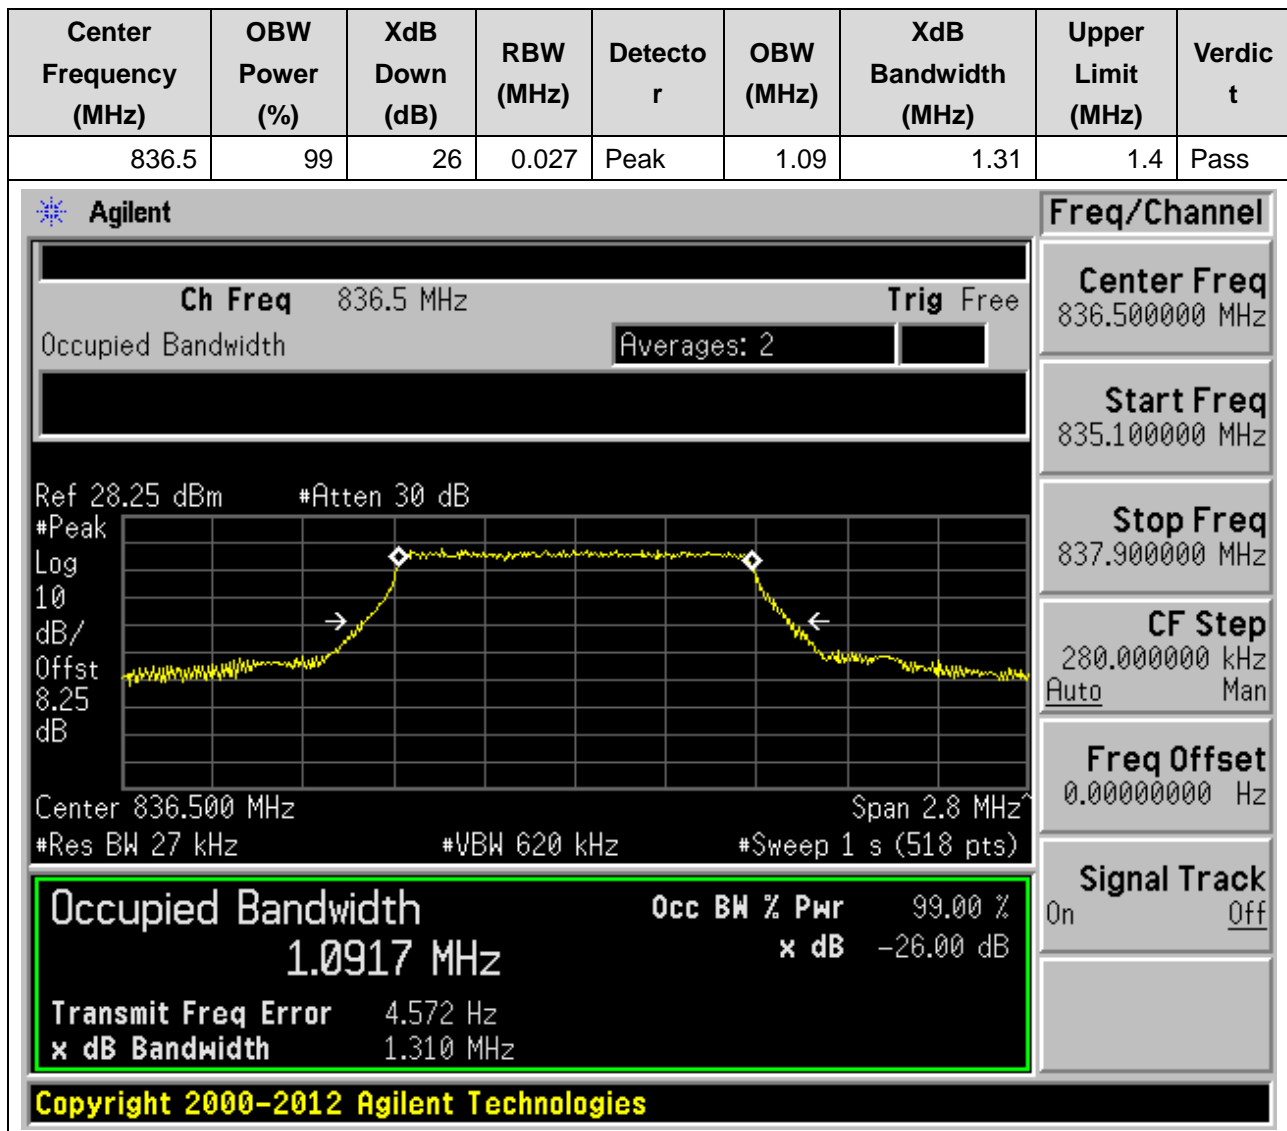 Center Frequency (MHz) OBW Power (%) XdB Down (dB) RBW (MHz) Detecto r OBW (MHz) XdB Bandwidth (MHz) Upper Limit (MHz) Verdic t
836.5 99 26 0.027 Peak 1.09 1.31 1.4 Pass
Agilent
Ch Freq 836.5 MHz Trig Free
Occupied Bandwidth Averages: 2
Ref 28.25 dBm #Atten 30 dB
#Peak
Log
10
dB/
Offst
8.25
dB
Center 836.500 MHz Span 2.8 MHz^
#Res BW 27 kHz #VBW 620 kHz #Sweep 1 s (518 pts)
Occupied Bandwidth Occ BW % Pwr 99.00 %
1.0917 MHz x dB -26.00 dB
Transmit Freq Error 4.572 Hz
x dB Bandwidth 1.310 MHz
Copyright 2000-2012 Agilent Technologies
Freq/Channel
Center Freq
836.500000 MHz
Start Freq
835.100000 MHz
Stop Freq
837.900000 MHz
CF Step
280.000000 kHz
Auto Man
Freq Offset
0.00000000 Hz
Signal Track
On Off